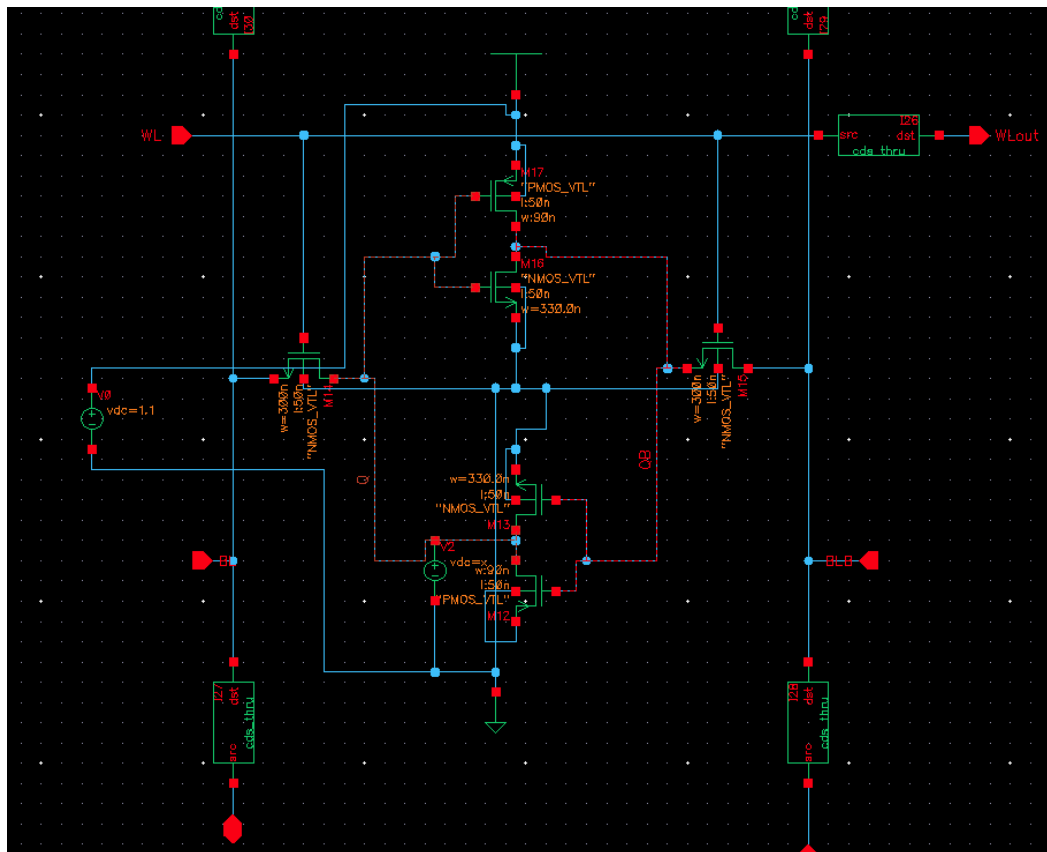 dst
I30
dst
I29
WL
I26
src
dst
cds_thru
WLout
M17
"PMOS_VTL"
l:50n
w:90n
M16
"NMOS_VTL"
l:50n
w=330.0n
w=300n
l:50n
"NMOS_VTL"
M14
w=300n
l:50n
"NMOS_VTL"
M15
V0
vdc=1.1
Q
QB
w=330.0n
l:50n
"NMOS_VTL"
M13
V2
vdc=x
w:90n
l:50n
"PMOS_VTL"
M12
I27
dst
cds_thru
src
I28
dst
cds_thru
src